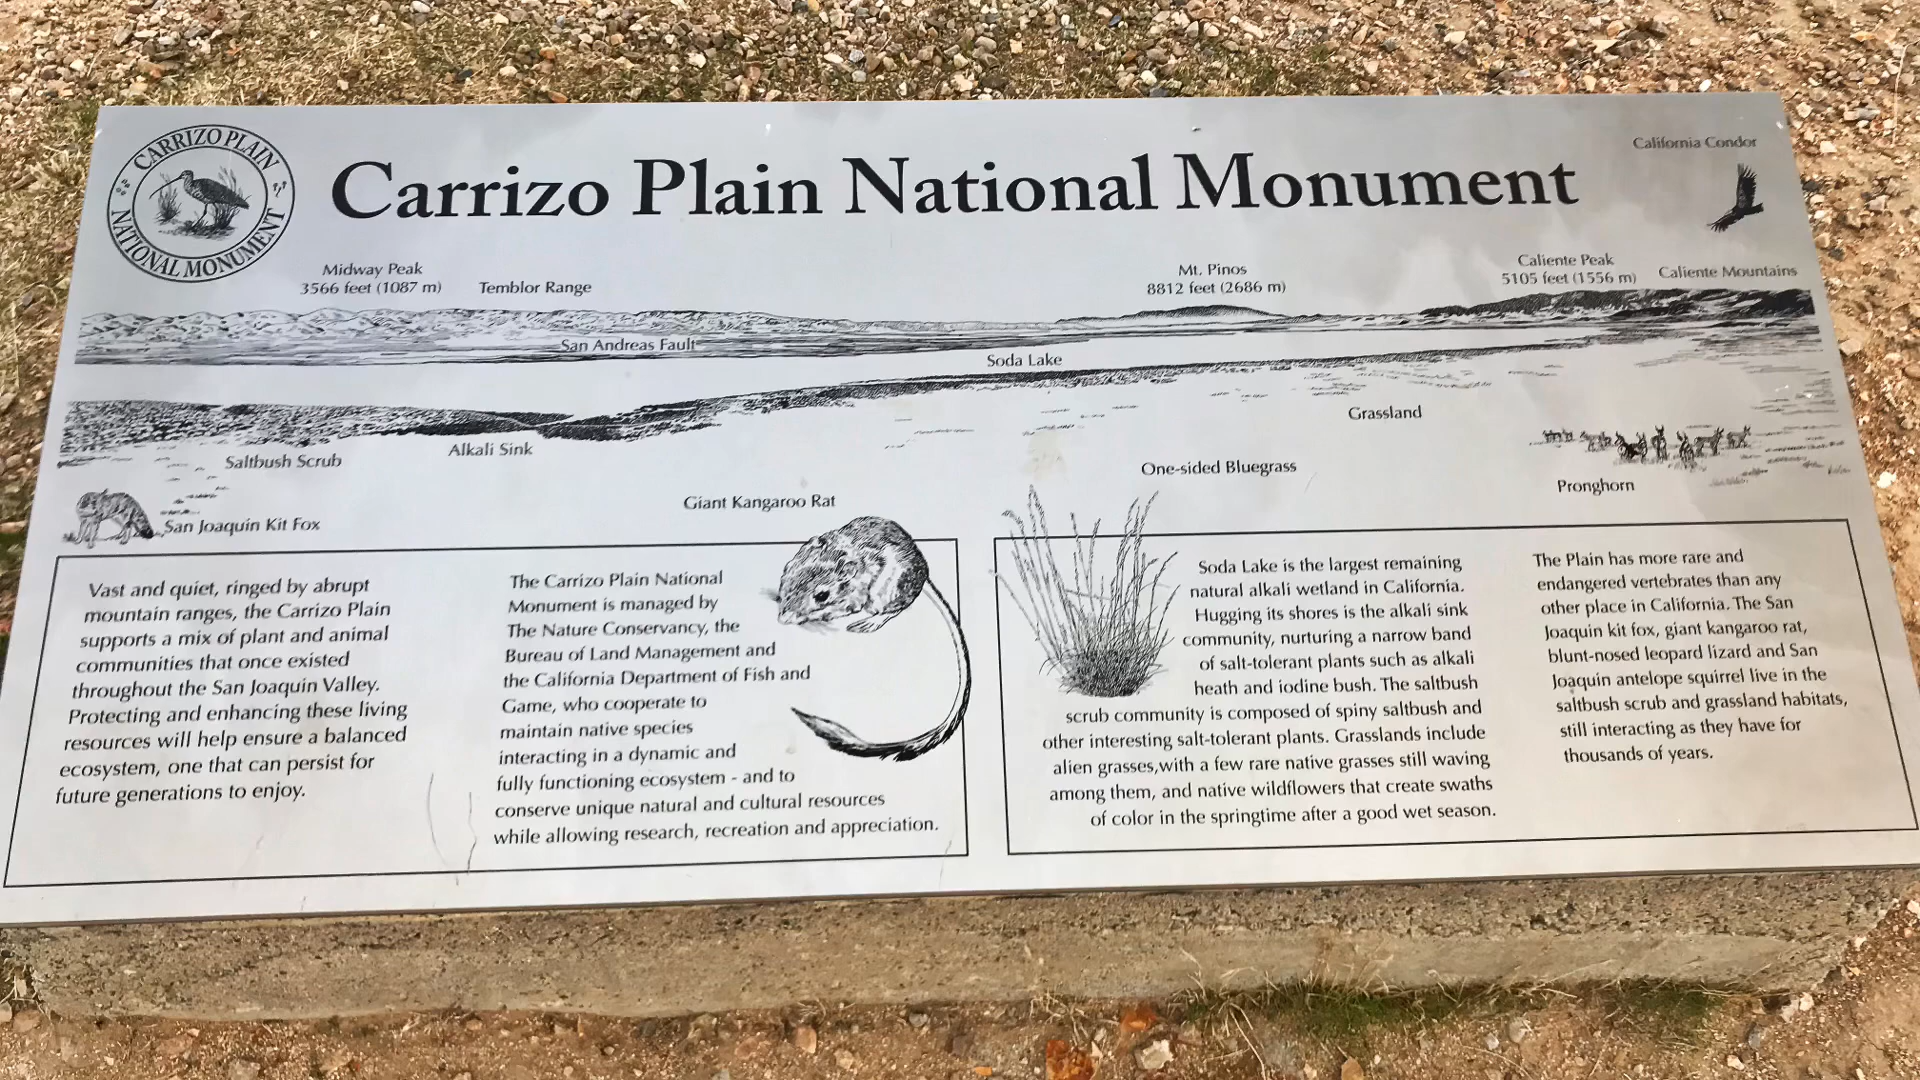 CARRIZO PLAIN
NATIONAL MONUMENT
Carrizo Plain National Monument
California Condor
Midway Peak
3566 feet (1087 m)
Temblor Range
Mt. Pinos
8812 feet (2686 m)
Caliente Peak
5105 feet (1556 m)
Caliente Mountains
San Andreas Fault
Soda Lake
Grassland
Alkali Sink
Saltbush Scrub
One-sided Bluegrass
Pronghorn
Giant Kangaroo Rat
San Joaquin Kit Fox
Vast and quiet, ringed by abrupt
mountain ranges, the Carrizo Plain
supports a mix of plant and animal
communities that once existed
throughout the San Joaquin Valley.
Protecting and enhancing these living
resources will help ensure a balanced
ecosystem, one that can persist for
future generations to enjoy.
The Carrizo Plain National
Monument is managed by
The Nature Conservancy, the
Bureau of Land Management and
the California Department of Fish and
Game, who cooperate to
maintain native species
interacting in a dynamic and
fully functioning ecosystem - and to
conserve unique natural and cultural resources
while allowing research, recreation and appreciation.
Soda Lake is the largest remaining
natural alkali wetland in California.
Hugging its shores is the alkali sink
community, nurturing a narrow band
of salt-tolerant plants such as alkali
heath and iodine bush. The saltbush
scrub community is composed of spiny saltbush and
other interesting salt-tolerant plants. Grasslands include
alien grasses,with a few rare native grasses still waving
among them, and native wildflowers that create swaths
of color in the springtime after a good wet season.
The Plain has more rare and
endangered vertebrates than any
other place in California. The San
Joaquin kit fox, giant kangaroo rat,
blunt-nosed leopard lizard and San
Joaquin antelope squirrel live in the
saltbush scrub and grassland habitats,
still interacting as they have for
thousands of years.